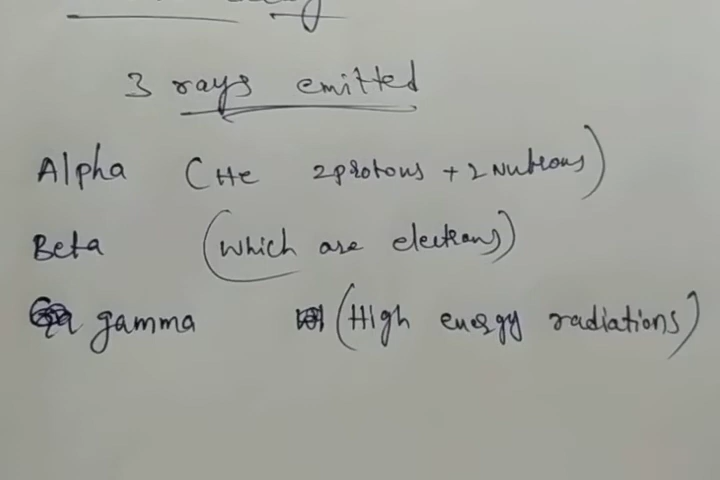 3 rays emitted
Alpha (He 2protons + 2 Nutrons)
Beta (which are electrons)
gamma (High energy radiations)